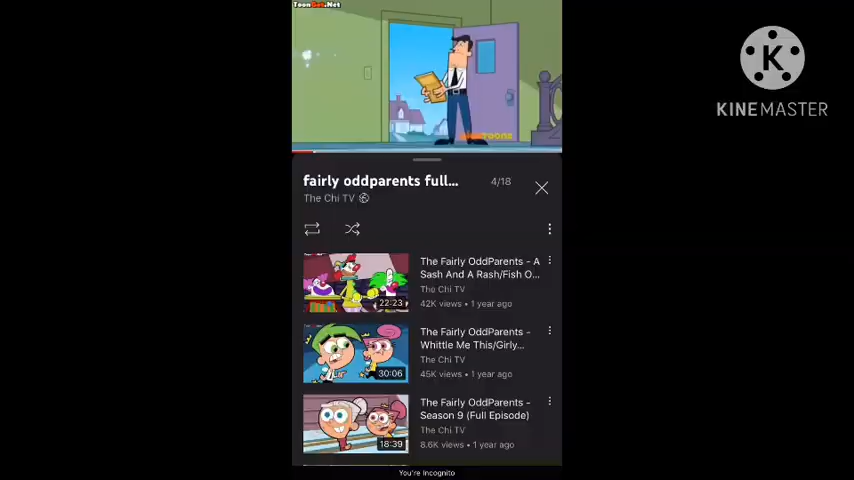 ToonGet.Net
KINEMASTER
nicktoons
fairly oddparents full...
4/18
The Chi TV
The Fairly OddParents - A
Sash And A Rash/Fish O...
The Chi TV
42K views • 1 year ago
22:23
The Fairly OddParents -
Whittle Me This/Girly...
The Chi TV
45K views • 1 year ago
30:06
The Fairly OddParents -
Season 9 (Full Episode)
The Chi TV
8.6K views • 1 year ago
18:39
You're Incognito